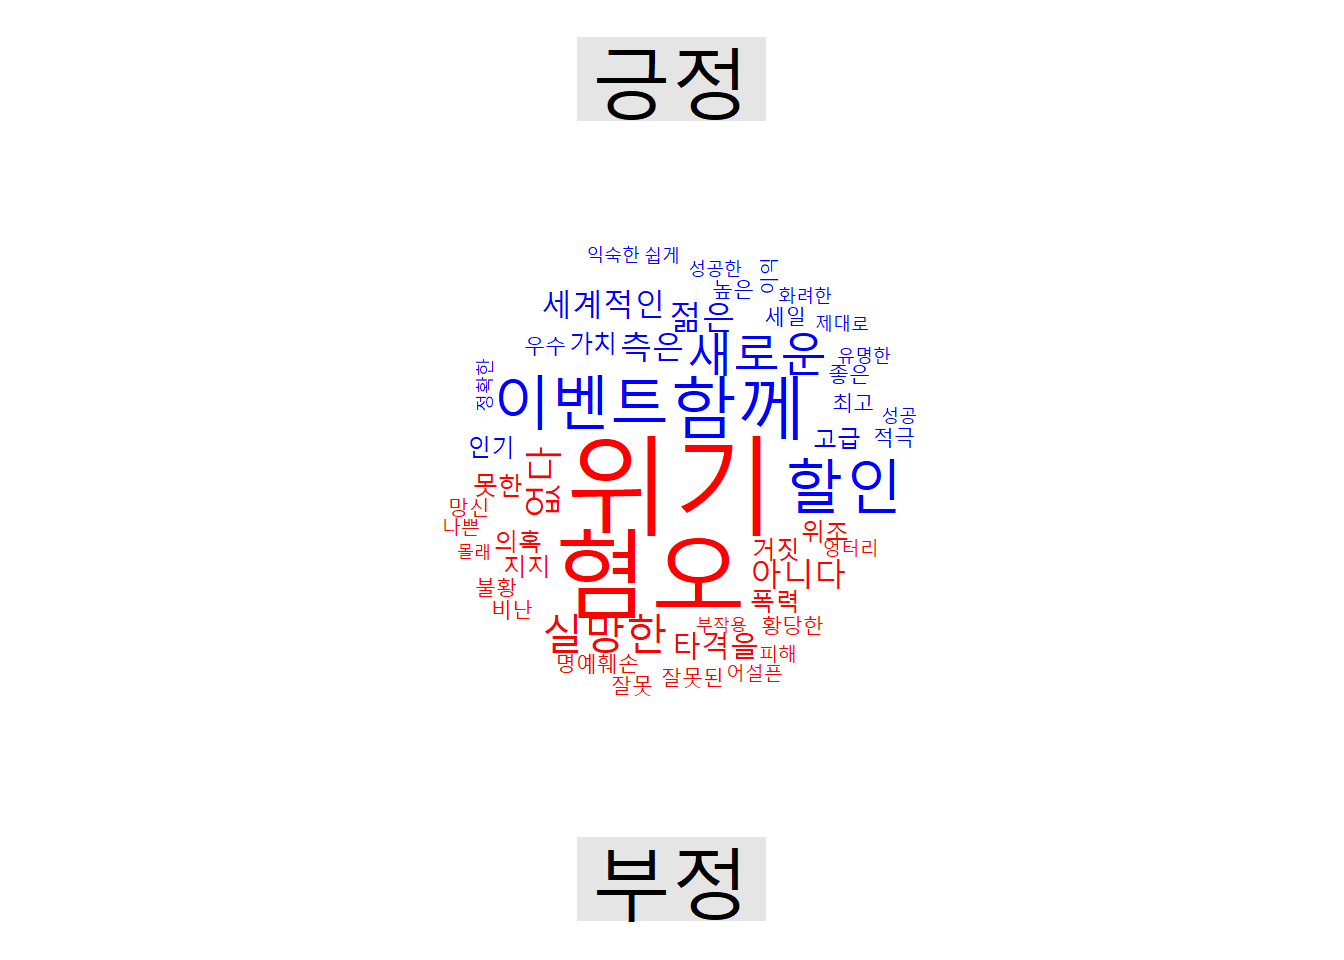 긍정
익숙한 쉽게
성공한
이익
높은
화려한
세계적인
젊은
세일
제대로
우수
가치
측은
새로운
유명한
좋은
정확한
이벤트
함께
최고
성공
인기
고급
적극
없다
위기
할인
못한
망신
나쁜
의혹
위조
몰래
지지
혐오
거짓
엉터리
아니다
불황
비난
폭력
실망한
부작용
황당한
타격을
피해
명예훼손
잘못
잘못된
어설픈
부정